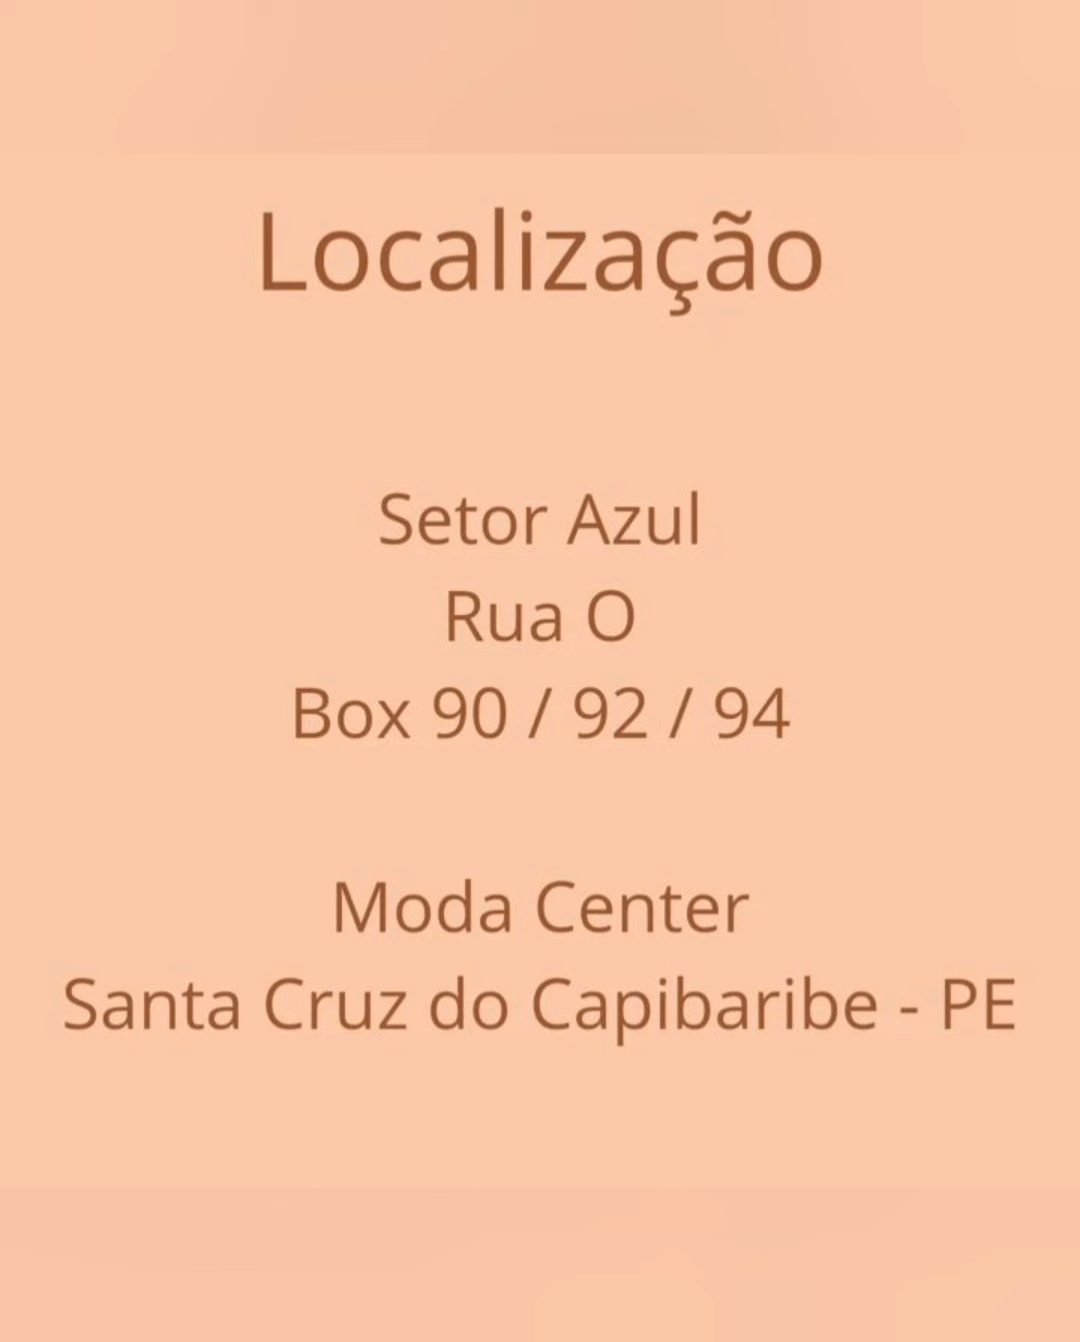 Localização
Setor Azul
Rua O
Box 90 / 92 / 94
Moda Center
Santa Cruz do Capibaribe - PE